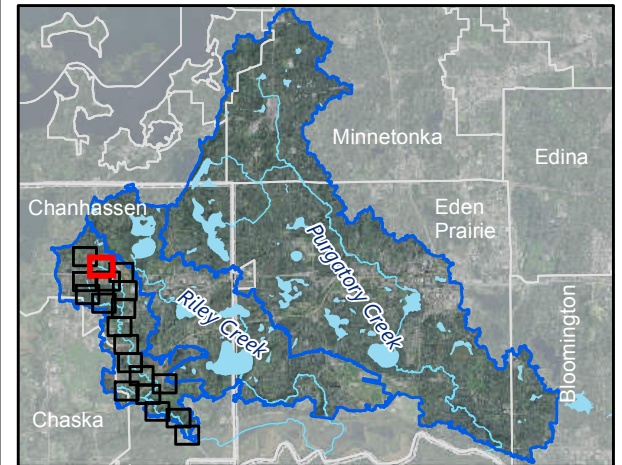 Minnetonka
Edina
Chanhassen
Eden
Prairie
Purgatory Creek
Riley Creek
Bloomington
Chaska